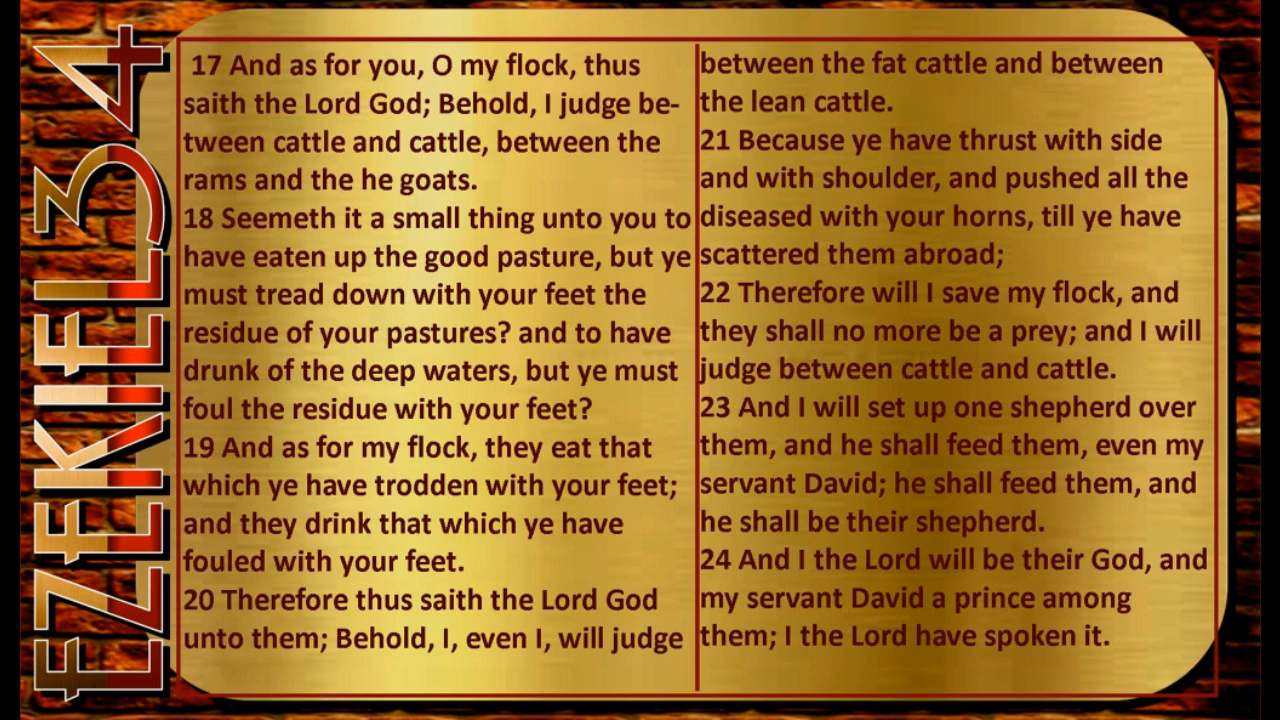 EZEKIEL 34
17 And as for you, O my flock, thus
saith the Lord God; Behold, I judge be-
tween cattle and cattle, between the
rams and the he goats.
18 Seemeth it a small thing unto you to
have eaten up the good pasture, but ye
must tread down with your feet the
residue of your pastures? and to have
drunk of the deep waters, but ye must
foul the residue with your feet?
19 And as for my flock, they eat that
which ye have trodden with your feet;
and they drink that which ye have
fouled with your feet.
20 Therefore thus saith the Lord God
unto them; Behold, I, even I, will judge
between the fat cattle and between
the lean cattle.
21 Because ye have thrust with side
and with shoulder, and pushed all the
diseased with your horns, till ye have
scattered them abroad;
22 Therefore will I save my flock, and
they shall no more be a prey; and I will
judge between cattle and cattle.
23 And I will set up one shepherd over
them, and he shall feed them, even my
servant David; he shall feed them, and
he shall be their shepherd.
24 And I the Lord will be their God, and
my servant David a prince among
them; I the Lord have spoken it.